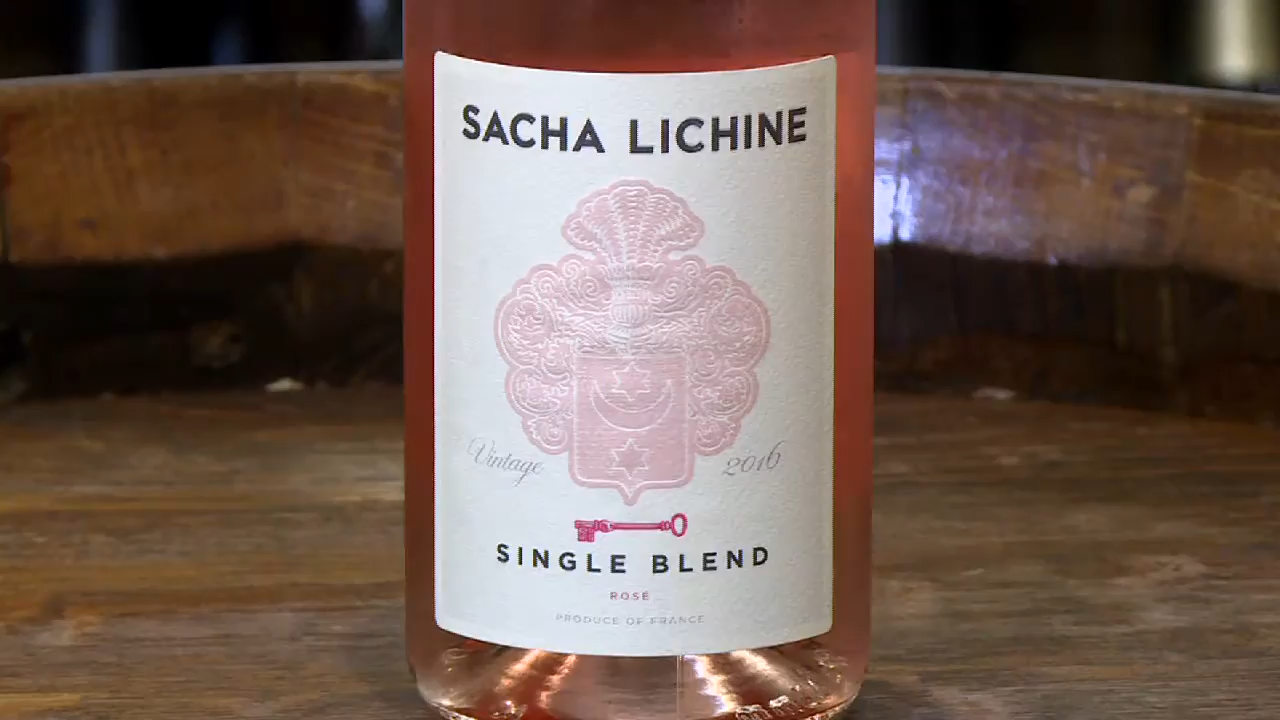 SACHA LICHINE
Vintage 2016
SINGLE BLEND
ROSÉ
PRODUCE OF FRANCE